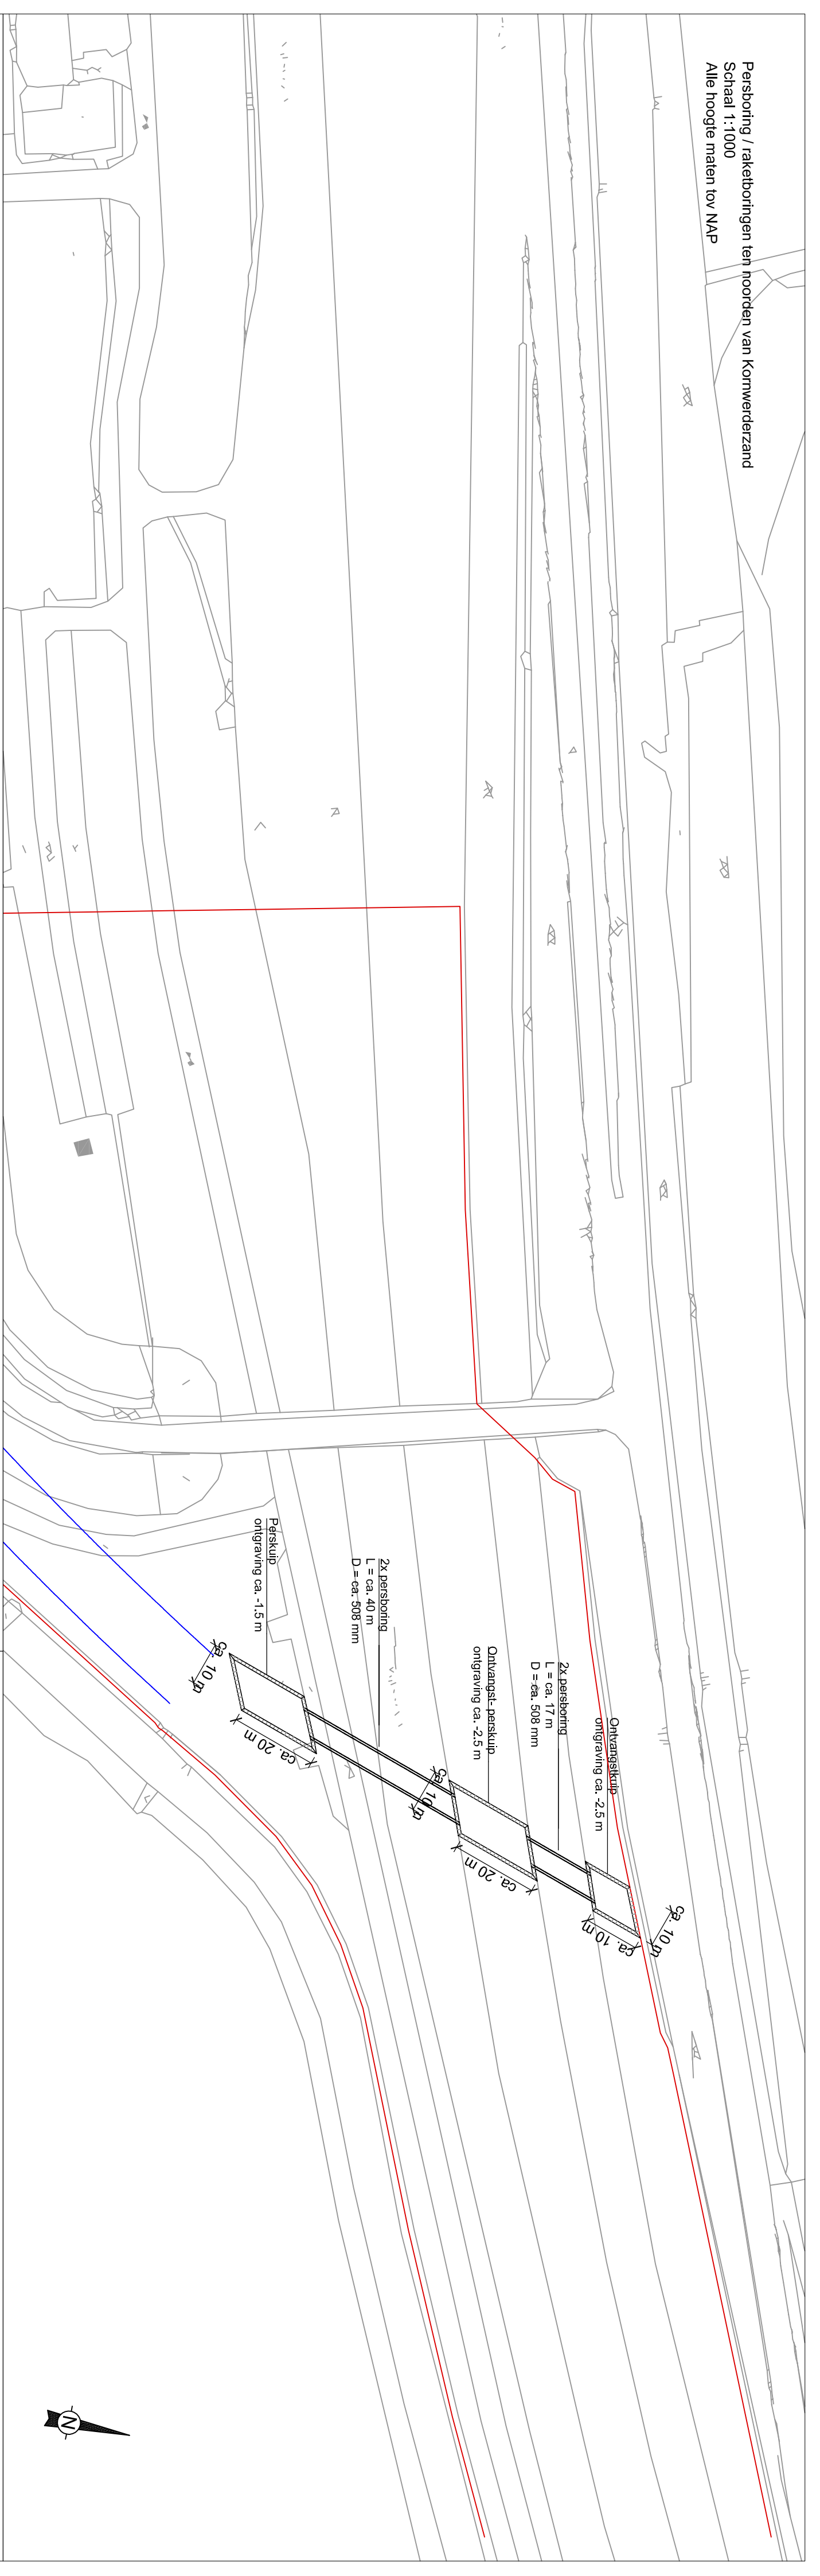 Persboring / raketboringen ten noorden van Kornwerderzand
Schaal 1:1000
Alle hoogte maten tov NAP
Perskuip
ontgraving ca. -1.5 m
2x persboring
L = ca. 40 m
D = ca. 508 mm
Ontvangst- perskuip
ontgraving ca. -2.5 m
2x persboring
L = ca. 17 m
D = ca. 508 mm
Ontvangstkuip
ontgraving ca. -2.5 m
ca. 10 m
ca. 20 m
ca. 10 m
ca. 20 m
ca. 10 m
ca. 10 m
N